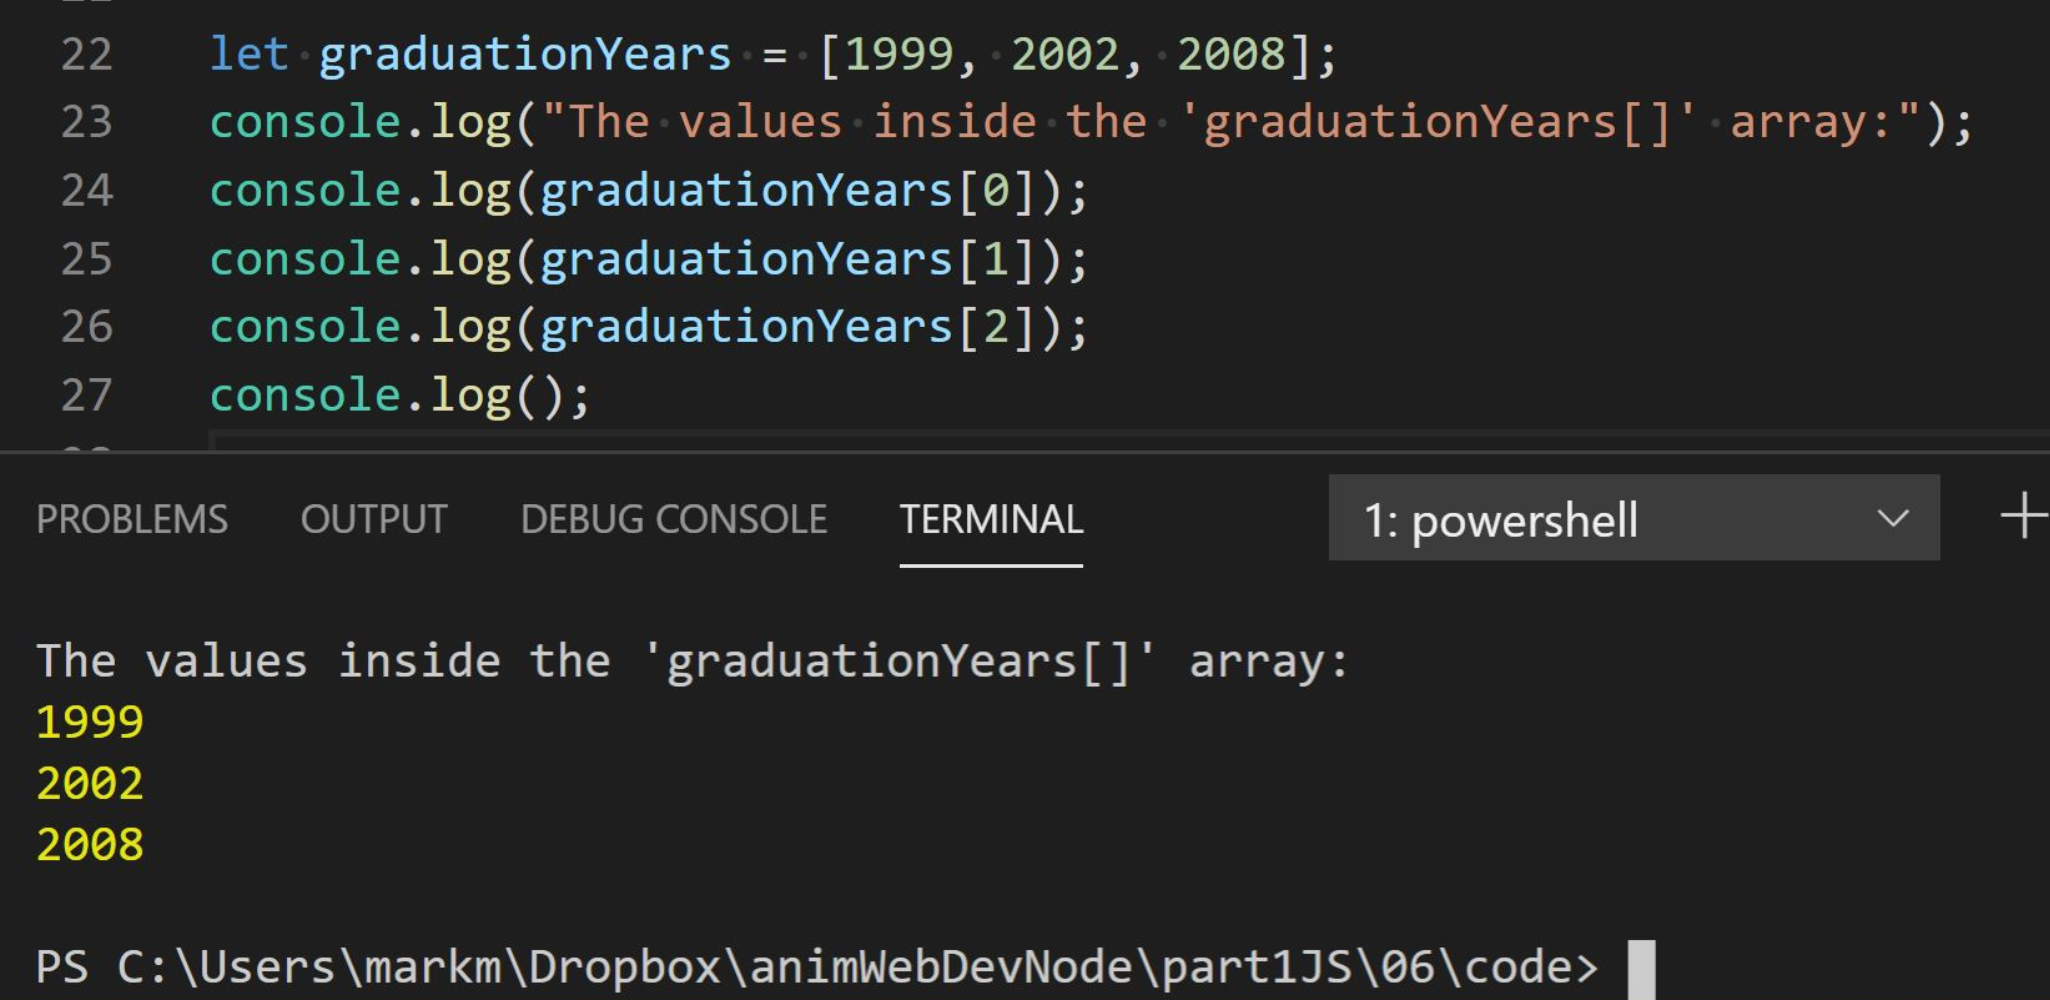 22 let graduationYears = [1999, 2002, 2008];
23 console.log("The values inside the 'graduationYears[]' array:");
24 console.log(graduationYears[0]);
25 console.log(graduationYears[1]);
26 console.log(graduationYears[2]);
27 console.log();
PROBLEMS OUTPUT DEBUG CONSOLE TERMINAL 1: powershell
The values inside the 'graduationYears[]' array:
1999
2002
2008
PS C:\Users\markm\Dropbox\animWebDevNode\part1JS\06\code>